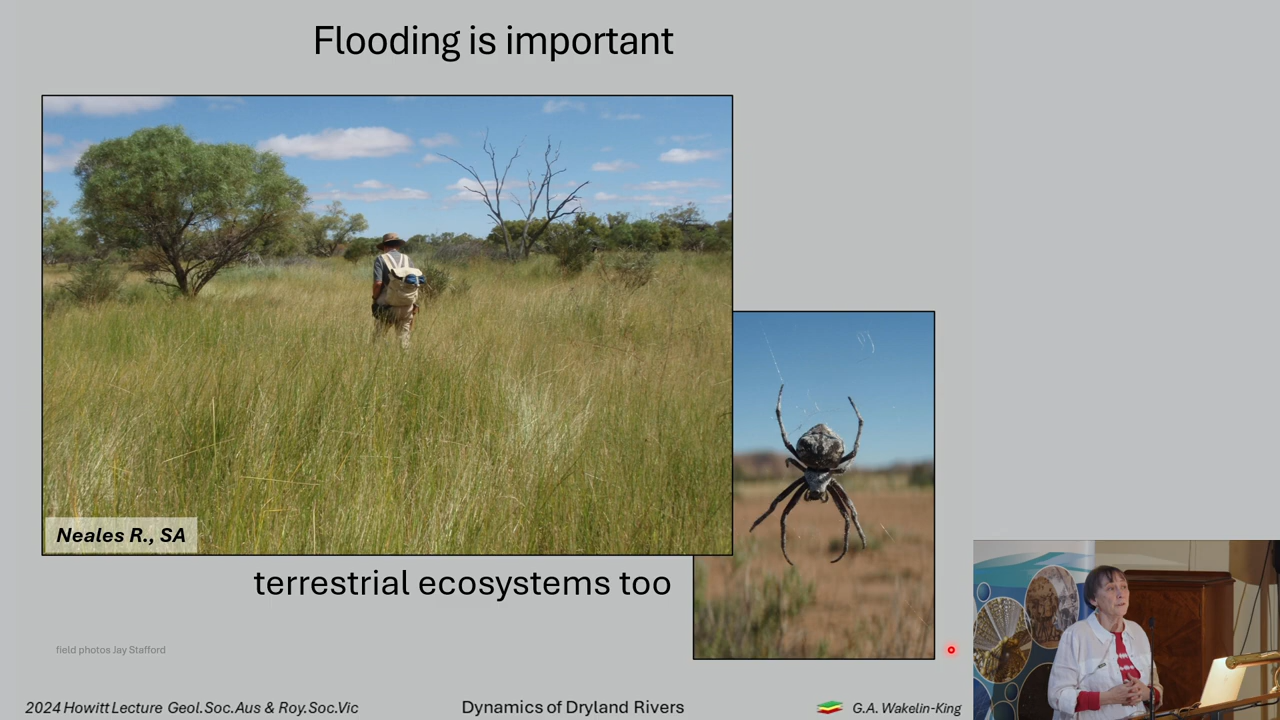 Flooding is important
Neales R., SA
terrestrial ecosystems too
field photos Jay Stafford
2024 Howitt Lecture Geol.Soc.Aus & Roy.Soc.Vic
Dynamics of Dryland Rivers
G.A. Wakelin-King